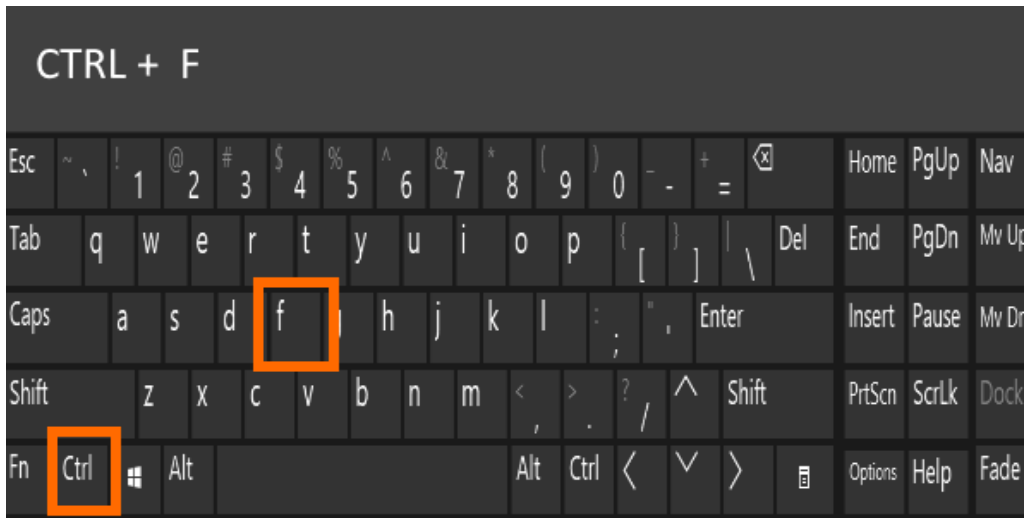 CTRL + F
Esc ~ ` ! 1 @ 2 # 3 $ 4 % 5 ^ 6 & 7 * 8 ( 9 ) 0 _ - + = Home PgUp Nav
Tab q w e r t y u i o p { [ } ] | \ Del End PgDn Mv Up
Caps a s d f h j k l : ; " ' Enter Insert Pause Mv Dn
Shift z x c v b n m < , > . ? / Shift PrtScn ScrLk Dock
Fn Ctrl Alt Alt Ctrl Options Help Fade